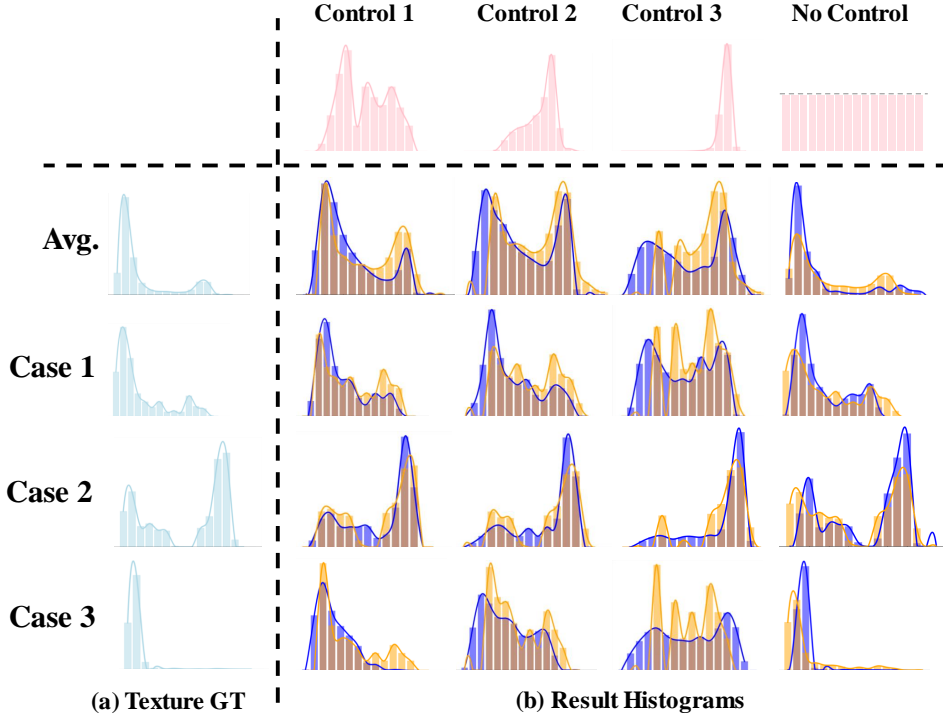 Control 1 Control 2 Control 3 No Control
Avg.
Case 1
Case 2
Case 3
(a) Texture GT (b) Result Histograms